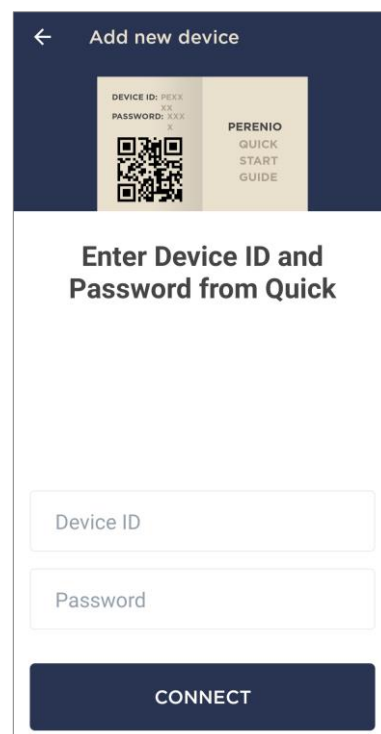 Add new device
DEVICE ID: PEXX
XX
PASSWORD: XXX
X
PERENIO
QUICK
START
GUIDE
Enter Device ID and
Password from Quick
Device ID
Password
CONNECT